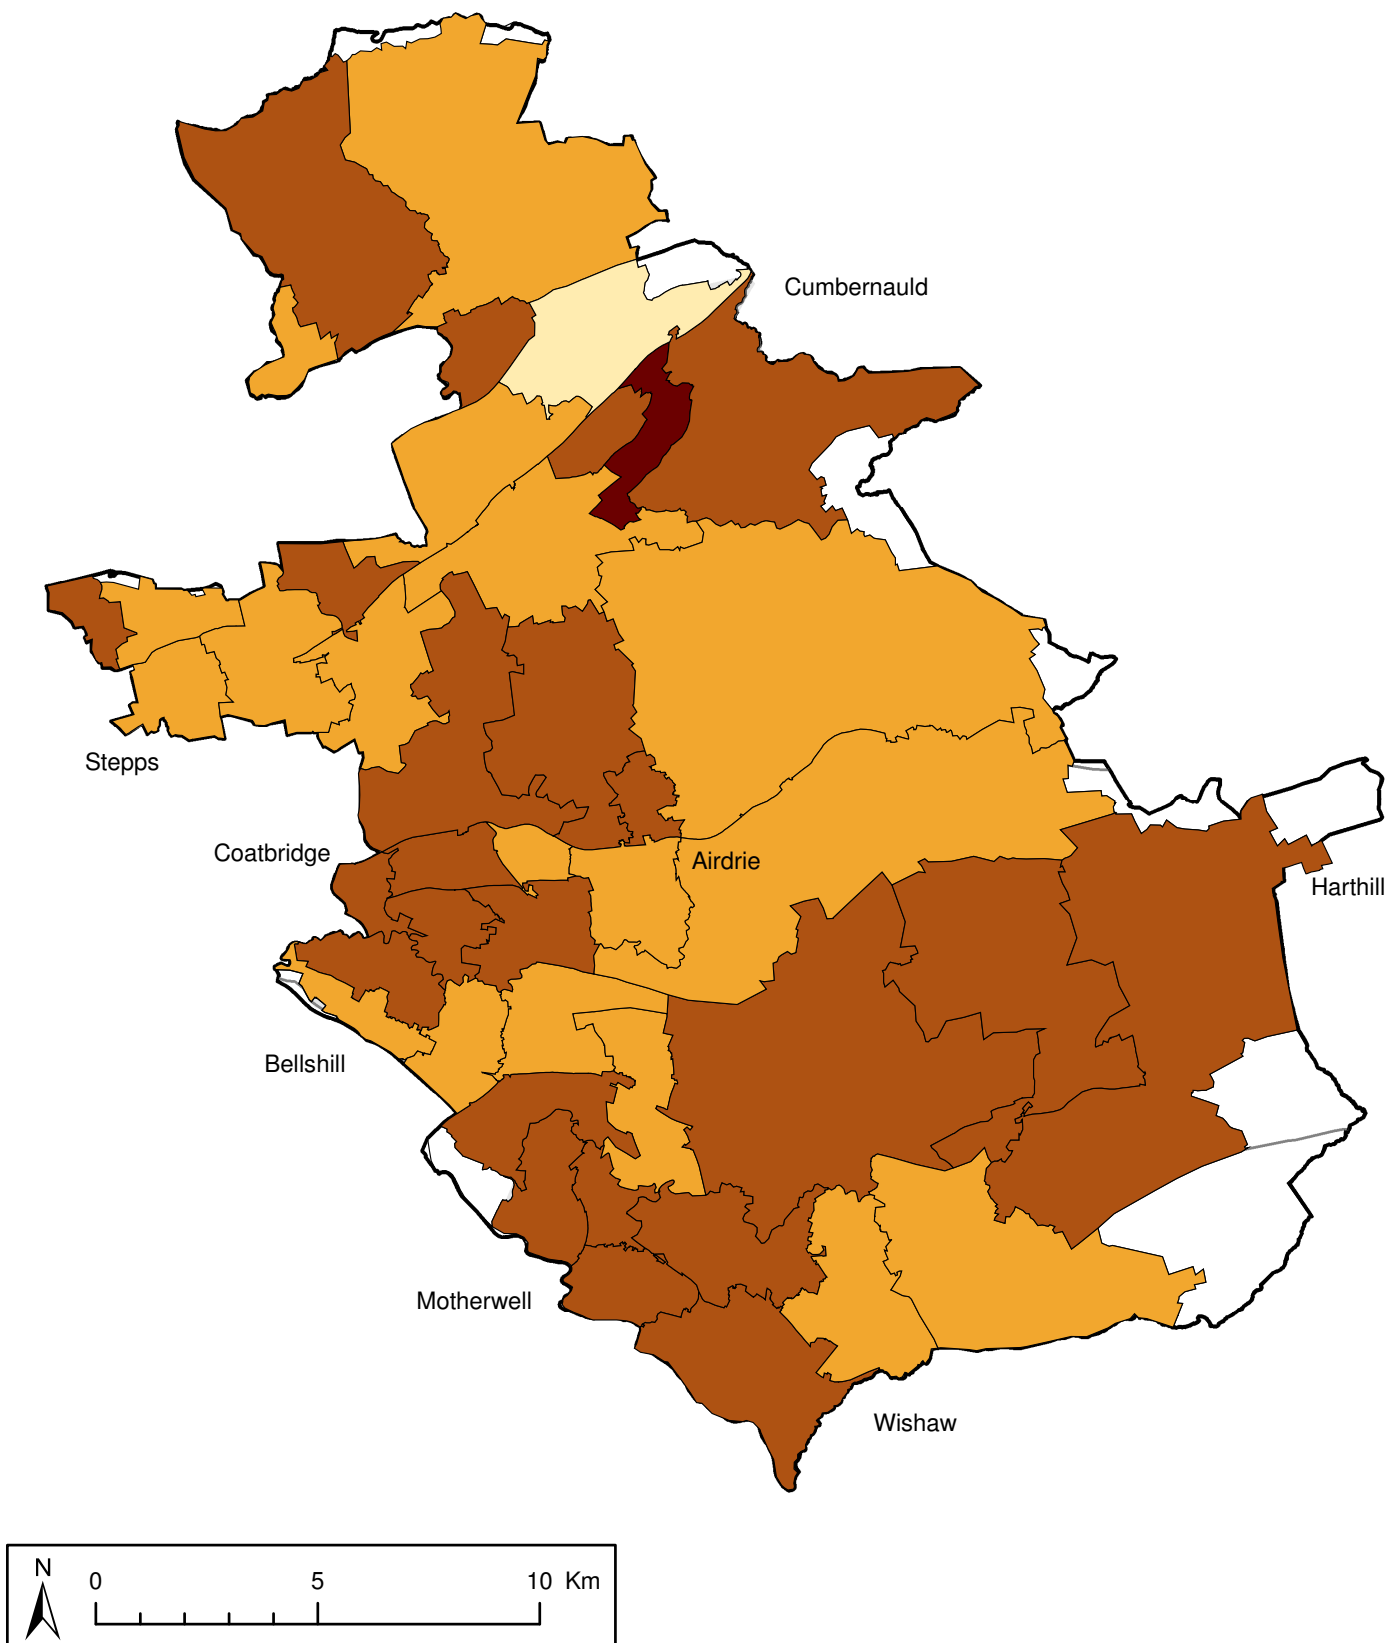 Cumbernauld
Stepps
Coatbridge
Airdrie
Harthill
Bellshill
Motherwell
Wishaw
N
0 5 10 Km